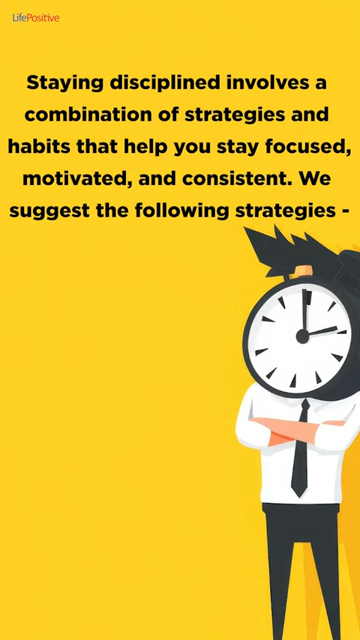 LifePositive
Staying disciplined involves a
combination of strategies and
habits that help you stay focused,
motivated, and consistent. We
suggest the following strategies -